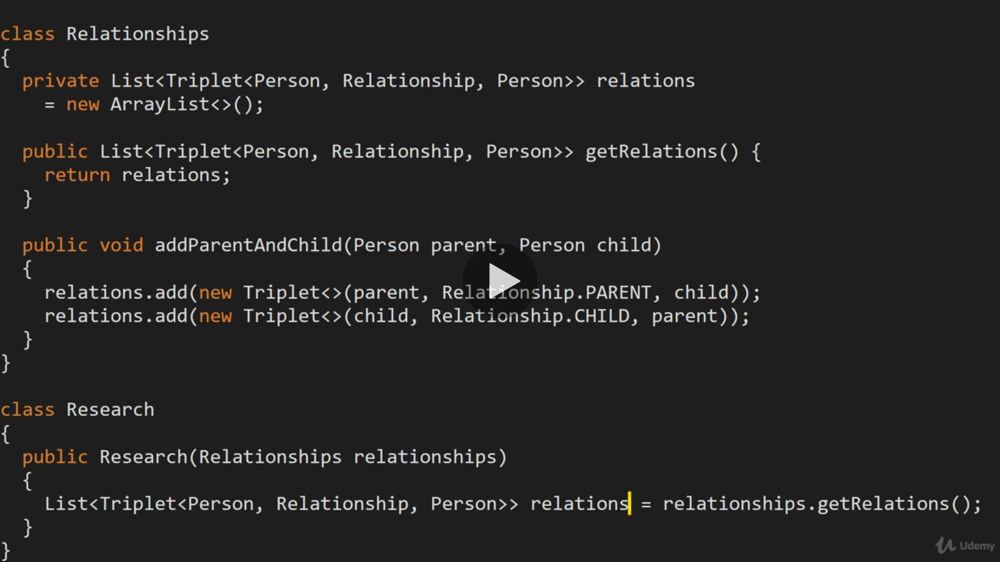 class Relationships
{
  private List<Triplet<Person, Relationship, Person>> relations
    = new ArrayList<>();

  public List<Triplet<Person, Relationship, Person>> getRelations() {
    return relations;
  }

  public void addParentAndChild(Person parent, Person child)
  {
    relations.add(new Triplet<>(parent, Relationship.PARENT, child));
    relations.add(new Triplet<>(child, Relationship.CHILD, parent));
  }
}

class Research
{
  public Research(Relationships relationships)
  {
    List<Triplet<Person, Relationship, Person>> relations = relationships.getRelations();
  }
}
Udemy